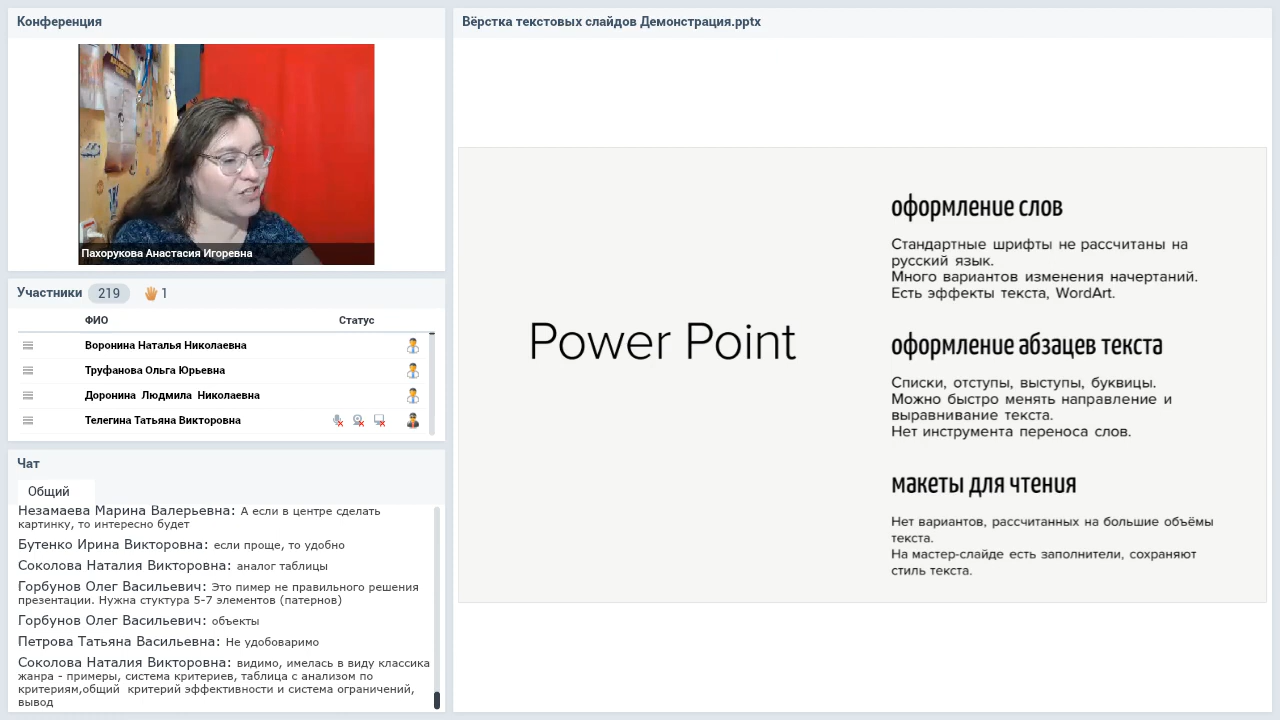 Конференция
Пахорукова Анастасия Игоревна
Участники 219 1
ФИО Статус
Воронина Наталья Николаевна
Труфанова Ольга Юрьевна
Доронина Людмила Николаевна
Телегина Татьяна Викторовна
Чат
Общий
Незамаева Марина Валерьевна: А если в центре сделать
картинку, то интересно будет
Бутенко Ирина Викторовна: если проще, то удобно
Соколова Наталия Викторовна: аналог таблицы
Горбунов Олег Васильевич: Это пимер не правильного решения
презентации. Нужна стуктура 5-7 элементов (патернов)
Горбунов Олег Васильевич: объекты
Петрова Татьяна Васильевна: Не удобоваримо
Соколова Наталия Викторовна: видимо, имелась в виду классика
жанра - примеры, система критериев, таблица с анализом по
критериям,общий критерий эффективности и система ограничений,
вывод
Вёрстка текстовых слайдов Демонстрация.pptx
Power Point
оформление слов
Стандартные шрифты не рассчитаны на
русский язык.
Много вариантов изменения начертаний.
Есть эффекты текста, WordArt.
оформление абзацев текста
Списки, отступы, выступы, буквицы.
Можно быстро менять направление и
выравнивание текста.
Нет инструмента переноса слов.
макеты для чтения
Нет вариантов, рассчитанных на большие объёмы
текста.
На мастер-слайде есть заполнители, сохраняют
стиль текста.